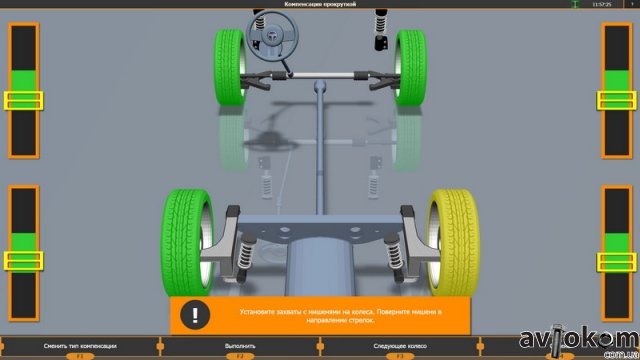 Компенсация прокруткой
11:57:25
?
!
Установите захваты с мишенями на колеса. Поверните мишени в
направлении стрелок.
Сменить тип компенсации
Выполнить
Следующее колесо
F1
F2
F3
avtokom
com.ua